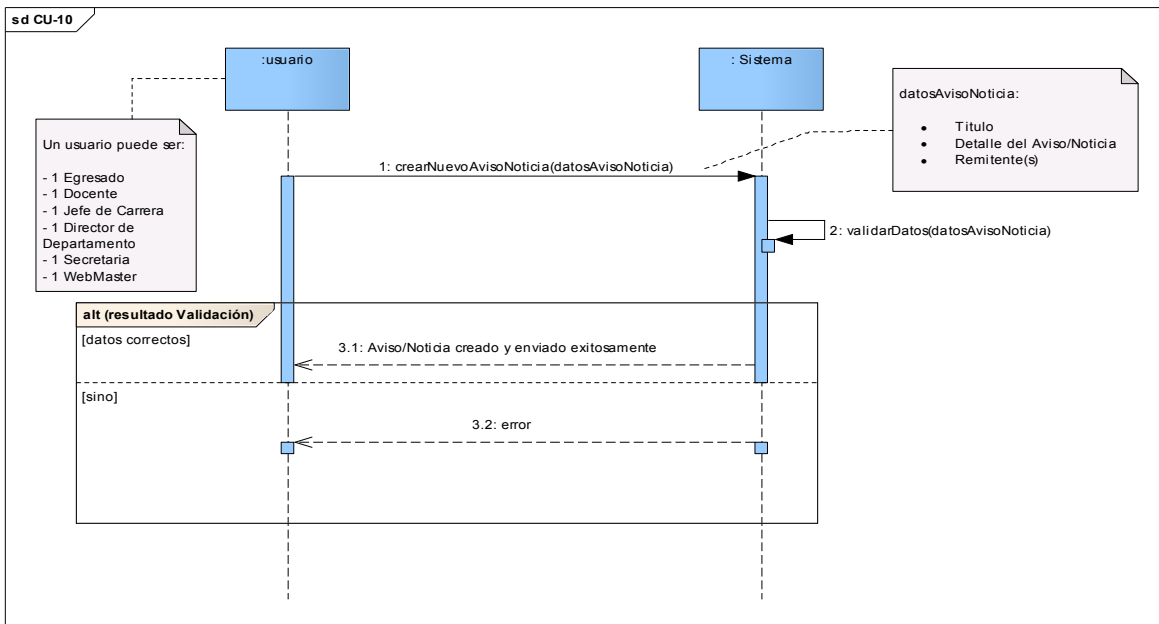 sd CU-10
:usuario
: Sistema
datosAvisoNoticia:
• Titulo
• Detalle del Aviso/Noticia
• Remitente(s)
Un usuario puede ser:
- 1 Egresado
- 1 Docente
- 1 Jefe de Carrera
- 1 Director de
Departamento
- 1 Secretaria
- 1 WebMaster
1: crearNuevoAvisoNoticia(datosAvisoNoticia)
2: validarDatos(datosAvisoNoticia)
alt (resultado Validación)
[datos correctos]
3.1: Aviso/Noticia creado y enviado exitosamente
[sino]
3.2: error